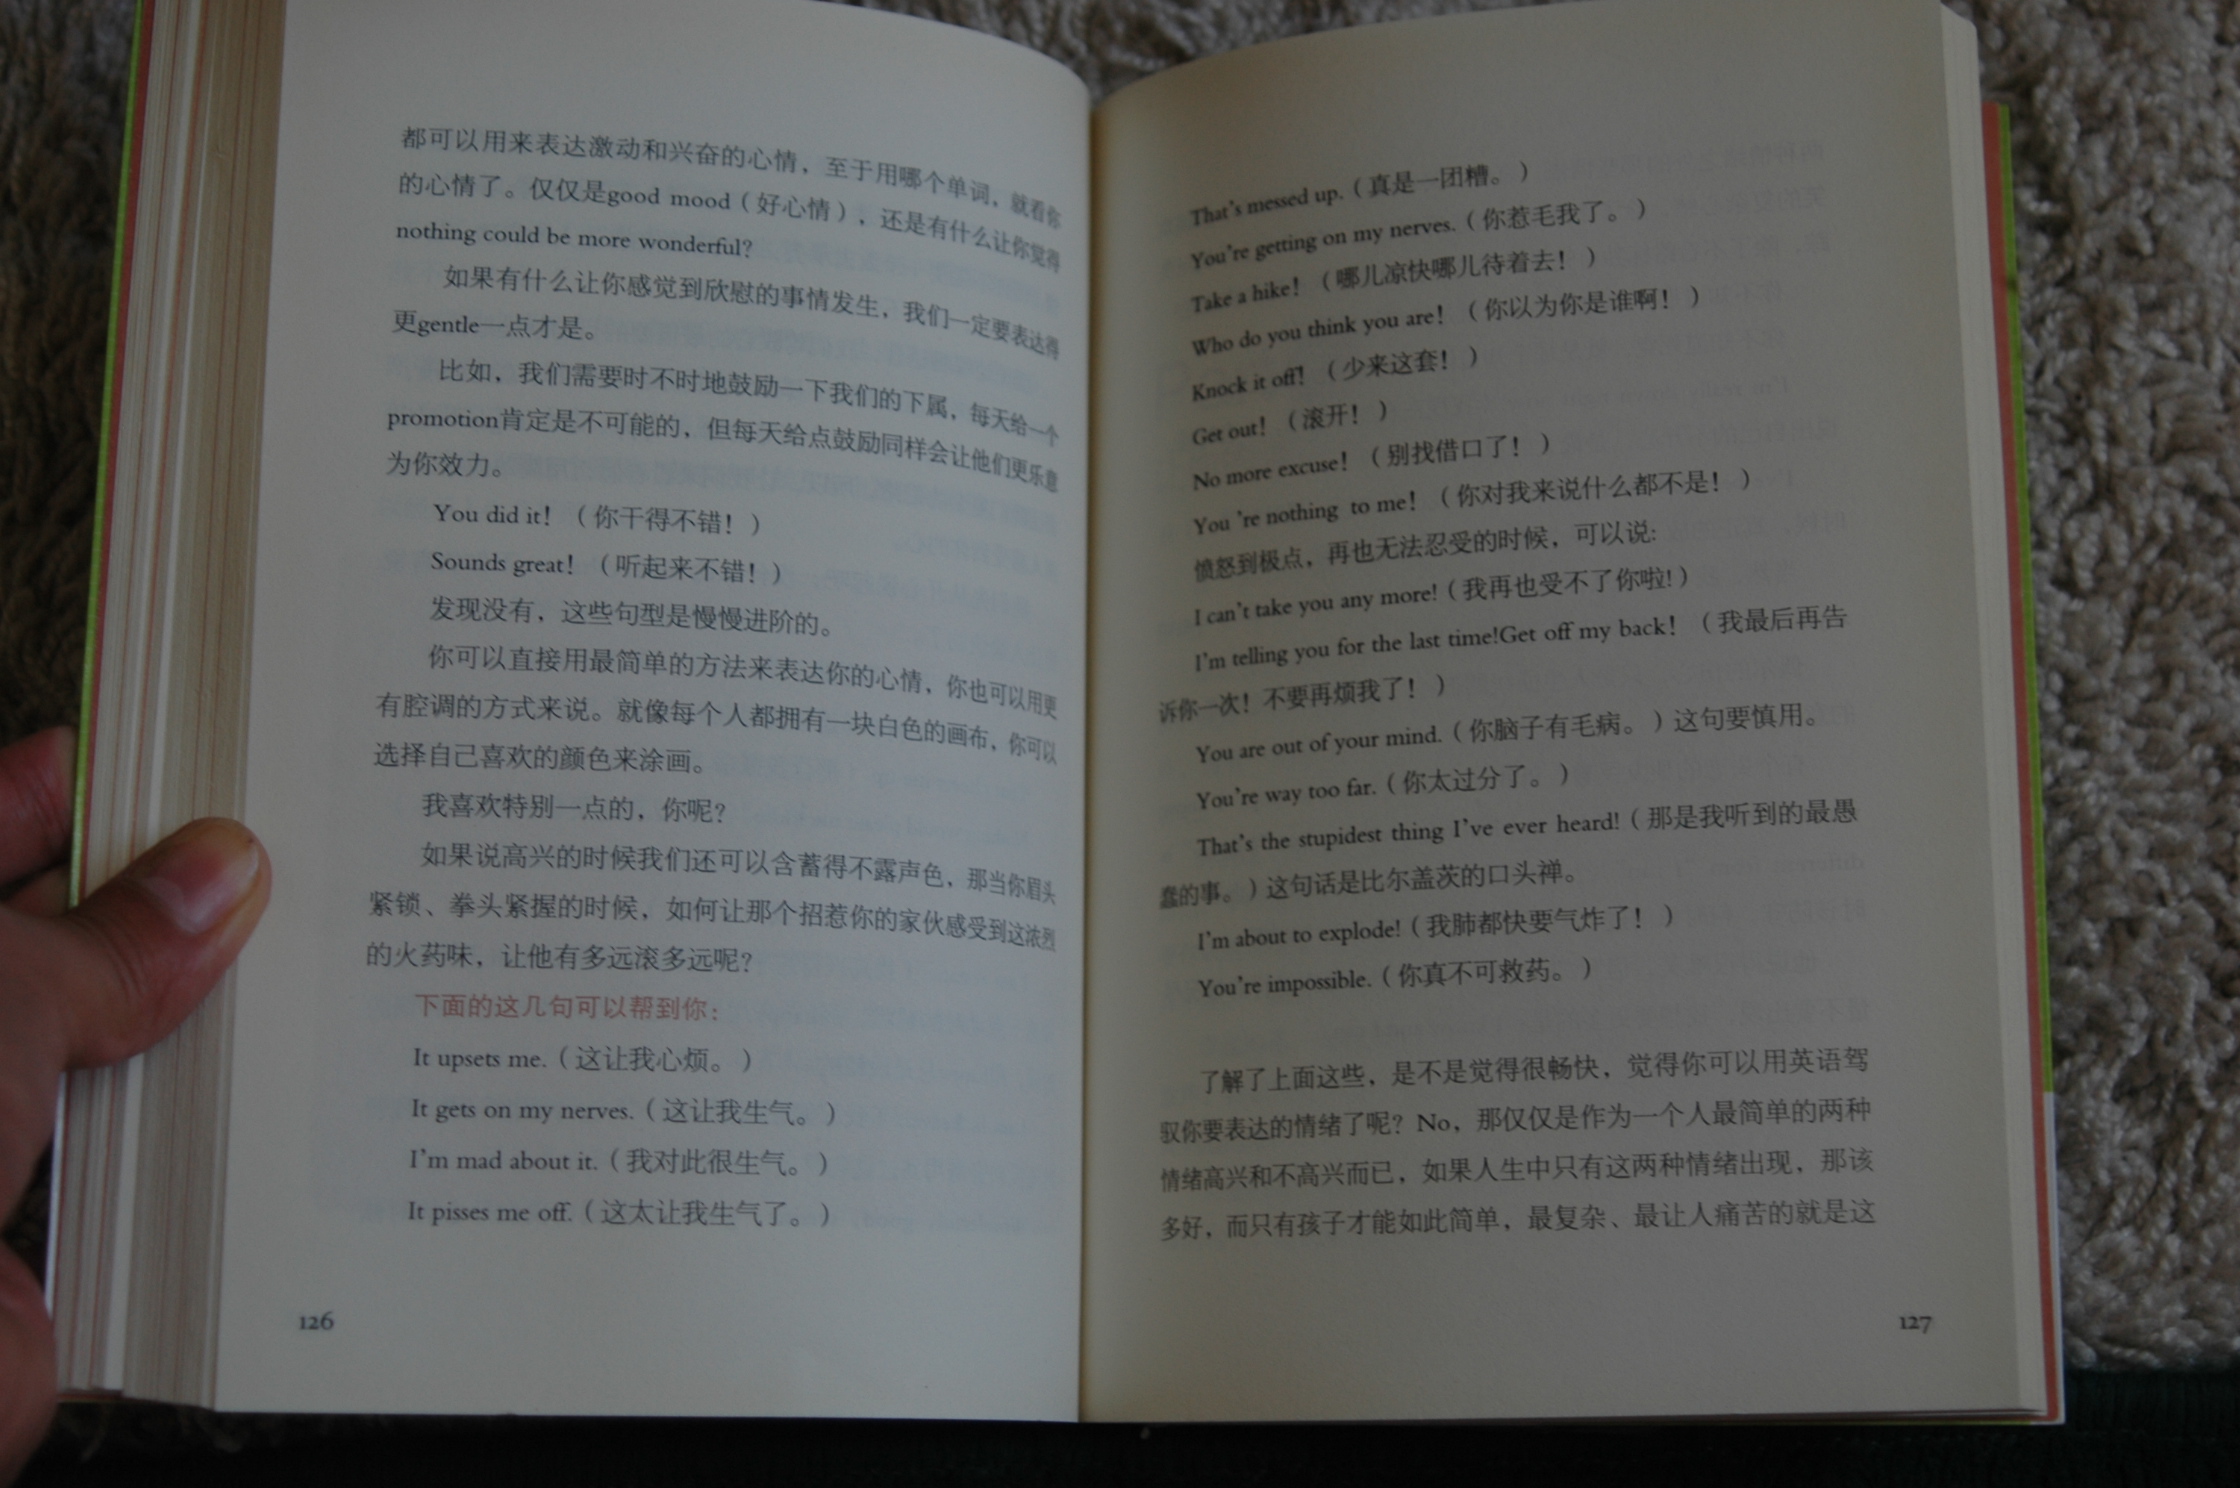 都可以用来表达激动和兴奋的心情，至于用哪个单词，就看你
的心情了。仅仅是good mood（好心情），还是有什么让你觉得
nothing could be more wonderful?
如果有什么让你感觉到欣慰的事情发生，我们一定要表达得
更gentle一点才是。
比如，我们需要时不时地鼓励一下我们的下属，每天给一个
promotion肯定是不可能的，但每天给点鼓励同样会让他们更乐意
为你效力。
You did it!（你干得不错！）
Sounds great!（听起来不错！）
发现没有，这些句型是慢慢进阶的。
你可以直接用最简单的方法来表达你的心情，你也可以用更
有腔调的方式来说。就像每个人都拥有一块白色的画布，你可以
选择自己喜欢的颜色来涂画。
我喜欢特别一点的，你呢？
如果说高兴的时候我们还可以含蓄得不露声色，那当你眉头
紧锁、拳头紧握的时候，如何让那个招惹你的家伙感受到这浓烈
的火药味，让他有多远滚多远呢？
下面的这几句可以帮到你：
It upsets me.（这让我心烦。）
It gets on my nerves.（这让我生气。）
I'm mad about it.（我对此很生气。）
It pisses me off.（这太让我生气了。）
126
That's messed up.（真是一团糟。）
You're getting on my nerves.（你惹毛我了。）
Take a hike!（哪儿凉快哪儿待着去！）
Who do you think you are!（你以为你是谁啊！）
Knock it off!（少来这套！）
Get out!（滚开！）
No more excuse!（别找借口了！）
You 're nothing to me!（你对我来说什么都不是！）
愤怒到极点，再也无法忍受的时候，可以说：
I can't take you any more!（我再也受不了你啦!）
I'm telling you for the last time!Get off my back!（我最后再告
诉你一次！不要再烦我了！）
You are out of your mind.（你脑子有毛病。）这句要慎用。
You're way too far.（你太过分了。）
That's the stupidest thing I've ever heard!（那是我听到的最愚
蠢的事。）这句话是比尔盖茨的口头禅。
I'm about to explode!（我肺都快要气炸了！）
You're impossible.（你真不可救药。）
了解了上面这些，是不是觉得很畅快，觉得你可以用英语驾
驭你要表达的情绪了呢？No，那仅仅是作为一个人最简单的两种
情绪高兴和不高兴而已，如果人生中只有这两种情绪出现，那该
多好，而只有孩子才能如此简单，最复杂、最让人痛苦的就是这
127